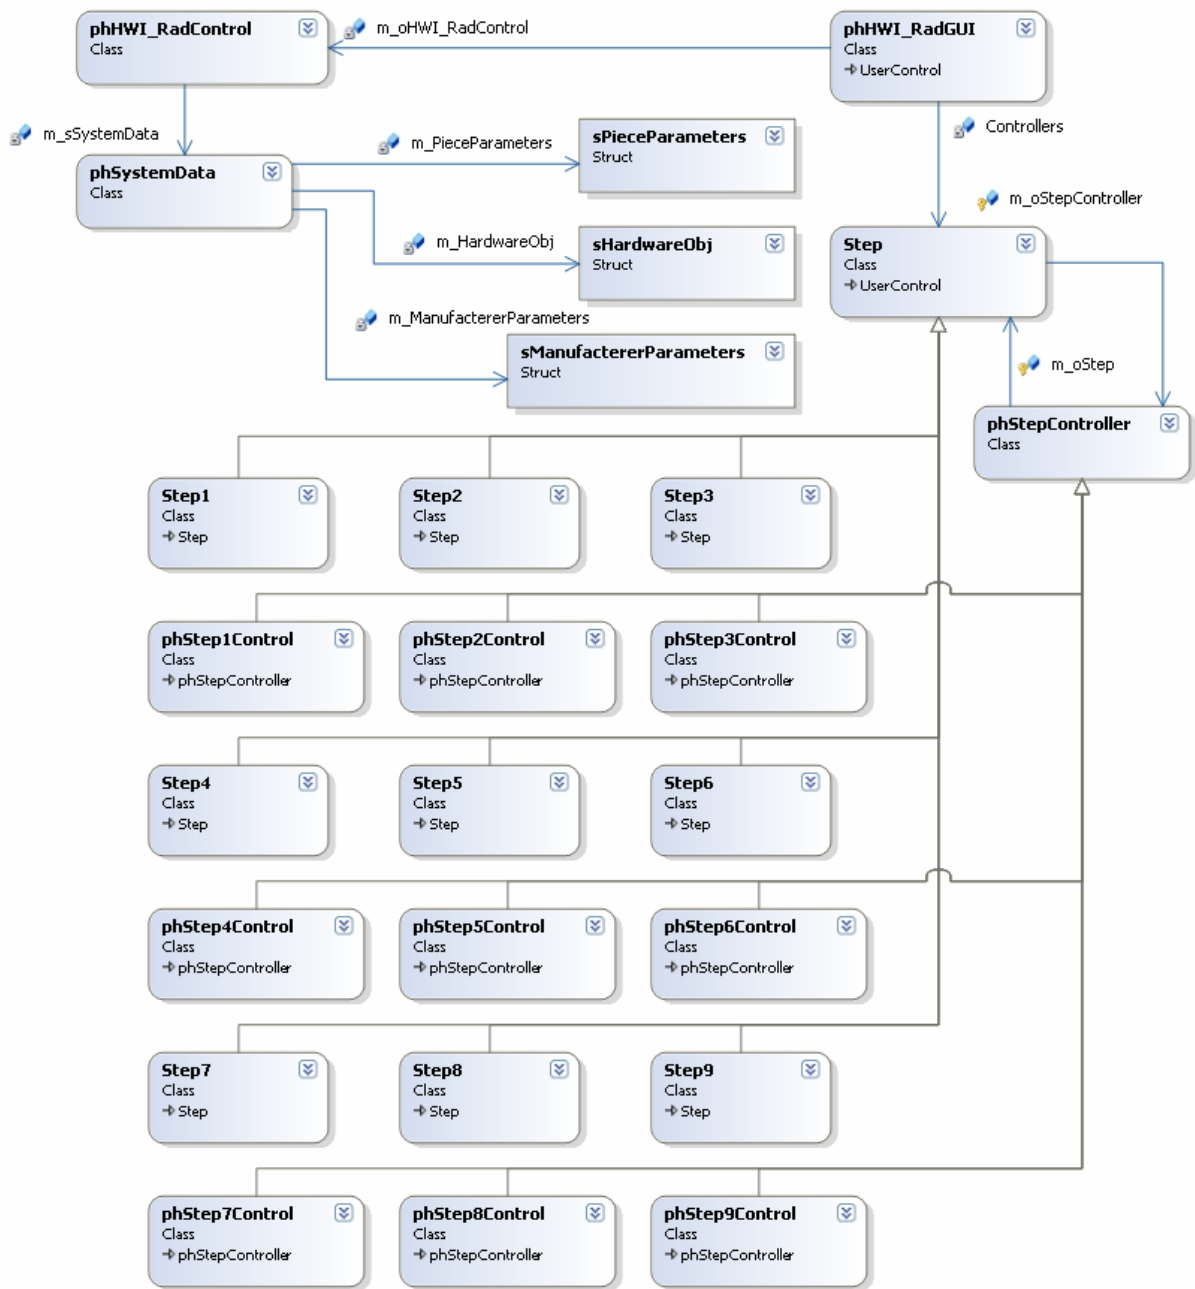 phHWI_RadControl
Class
m_oHWI_RadControl
phHWI_RadGUI
Class
UserControl
m_sSystemData
Controllers
phSystemData
Class
m_PieceParameters
sPieceParameters
Struct
m_oStepController
m_HardwareObj
sHardwareObj
Struct
Step
Class
UserControl
m_ManufactererParameters
sManufactererParameters
Struct
m_oStep
phStepController
Class
Step1
Class
Step
Step2
Class
Step
Step3
Class
Step
phStep1Control
Class
phStepController
phStep2Control
Class
phStepController
phStep3Control
Class
phStepController
Step4
Class
Step
Step5
Class
Step
Step6
Class
Step
phStep4Control
Class
phStepController
phStep5Control
Class
phStepController
phStep6Control
Class
phStepController
Step7
Class
Step
Step8
Class
Step
Step9
Class
Step
phStep7Control
Class
phStepController
phStep8Control
Class
phStepController
phStep9Control
Class
phStepController